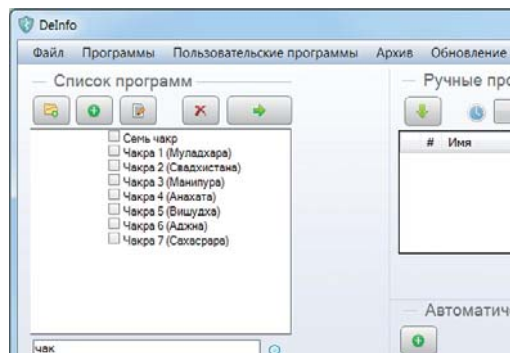 DeInfo
Файл Программы Пользовательские программы Архив Обновление
Список программ
Ручные про
# Имя
Семь чакр
Чакра 1 (Муладхара)
Чакра 2 (Свадхистана)
Чакра 3 (Манипура)
Чакра 4 (Анахата)
Чакра 5 (Вишудха)
Чакра 6 (Аджна)
Чакра 7 (Сахасрара)
Автоматич
чак